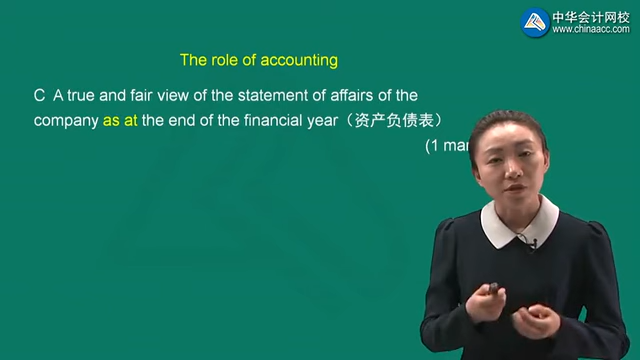 中华会计网校
www.chinaacc.com
The role of accounting
C A true and fair view of the statement of affairs of the
company as at the end of the financial year（资产负债表）
(1 mar